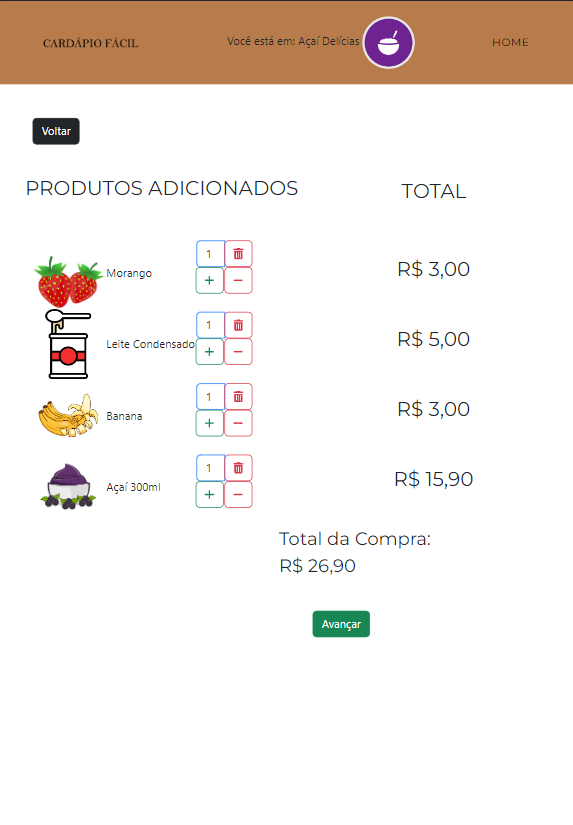 CARDÁPIO FÁCIL
Você está em: Açaí Delícias
HOME
Voltar
PRODUTOS ADICIONADOS
TOTAL
Morango
1
+ −
R$ 3,00
Leite Condensado
1
+ −
R$ 5,00
Banana
1
+ −
R$ 3,00
Açaí 300ml
1
+ −
R$ 15,90
Total da Compra:
R$ 26,90
Avançar